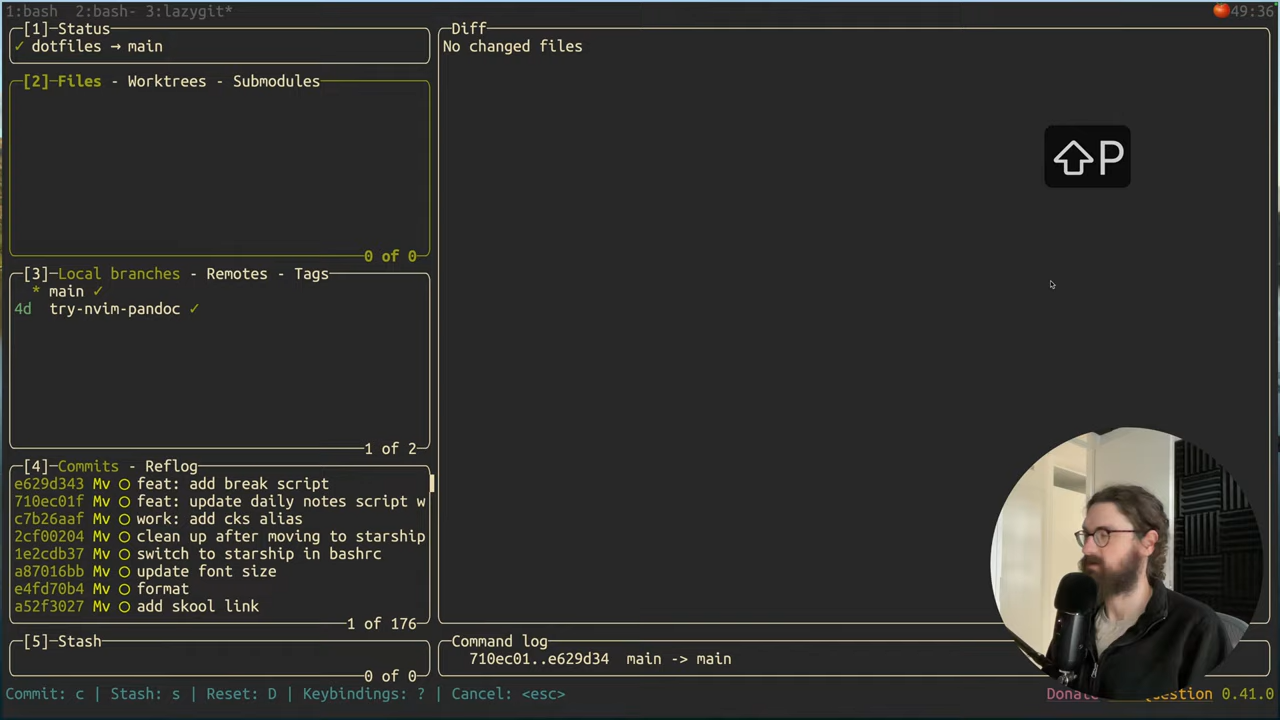 1:bash  2:bash- 3:lazygit*
49:36
[1]─Status
✓ dotfiles → main
[2]─Files - Worktrees - Submodules
0 of 0
[3]─Local branches - Remotes - Tags
* main ✓
4d  try-nvim-pandoc ✓
1 of 2
[4]─Commits - Reflog
e629d343 Mv ○ feat: add break script
710ec01f Mv ○ feat: update daily notes script w
c7b26aaf Mv ○ work: add cks alias
2cf00204 Mv ○ clean up after moving to starship
1e2cdb37 Mv ○ switch to starship in bashrc
a87016bb Mv ○ update font size
e4fd70b4 Mv ○ format
a52f3027 Mv ○ add skool link
1 of 176
[5]─Stash
0 of 0
Diff
No changed files
⇧P
Command log
710ec01..e629d34  main -> main
Commit: c | Stash: s | Reset: D | Keybindings: ? | Cancel: <esc>
0.41.0